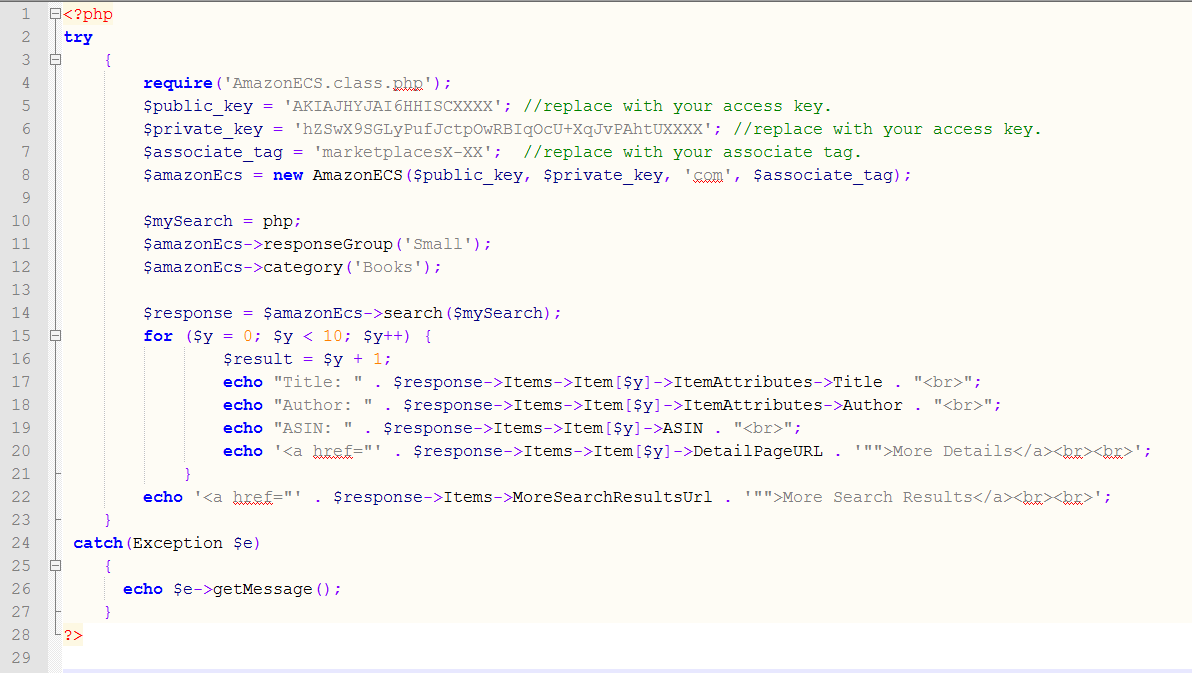 1 <?php
2 try
3 {
4 require('AmazonECS.class.php');
5 $public_key = 'AKIAJHYJAI6HHISCXXXX'; //replace with your access key.
6 $private_key = 'hZSwX9SGLyPufJctpOwRBIqOcU+XqJvPAhtUXXXX'; //replace with your access key.
7 $associate_tag = 'marketplacesX-XX'; //replace with your associate tag.
8 $amazonEcs = new AmazonECS($public_key, $private_key, 'com', $associate_tag);
9
10 $mySearch = php;
11 $amazonEcs->responseGroup('Small');
12 $amazonEcs->category('Books');
13
14 $response = $amazonEcs->search($mySearch);
15 for ($y = 0; $y < 10; $y++) {
16 $result = $y + 1;
17 echo "Title: " . $response->Items->Item[$y]->ItemAttributes->Title . "<br>";
18 echo "Author: " . $response->Items->Item[$y]->ItemAttributes->Author . "<br>";
19 echo "ASIN: " . $response->Items->Item[$y]->ASIN . "<br>";
20 echo '<a href="' . $response->Items->Item[$y]->DetailPageURL . '"">More Details</a><br><br>';
21 }
22 echo '<a href="' . $response->Items->MoreSearchResultsUrl . '"">More Search Results</a><br><br>';
23 }
24 catch(Exception $e)
25 {
26 echo $e->getMessage();
27 }
28 ?>
29